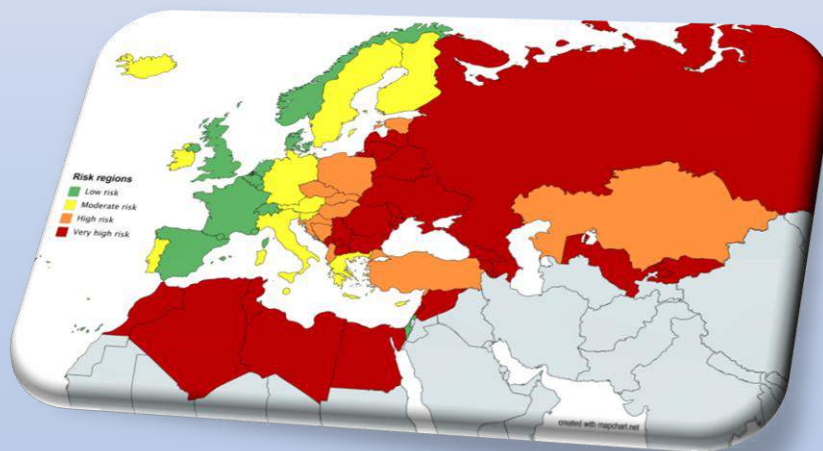 Risk regions
Low risk
Moderate risk
High risk
Very high risk
created with mapchart.net